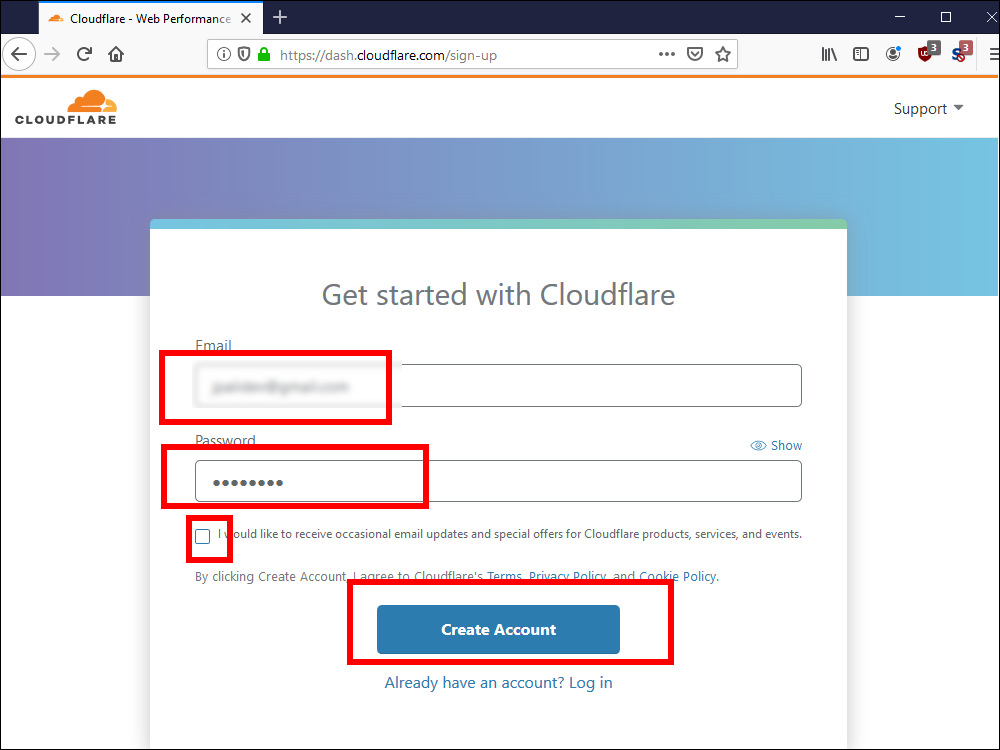 Cloudflare - Web Performance
https://dash.cloudflare.com/sign-up
3
3
CLOUDFLARE
Support
Get started with Cloudflare
Email
Password
Show
I would like to receive occasional email updates and special offers for Cloudflare products, services, and events.
By clicking Create Account, I agree to Cloudflare's Terms, Privacy Policy, and Cookie Policy.
Create Account
Already have an account? Log in